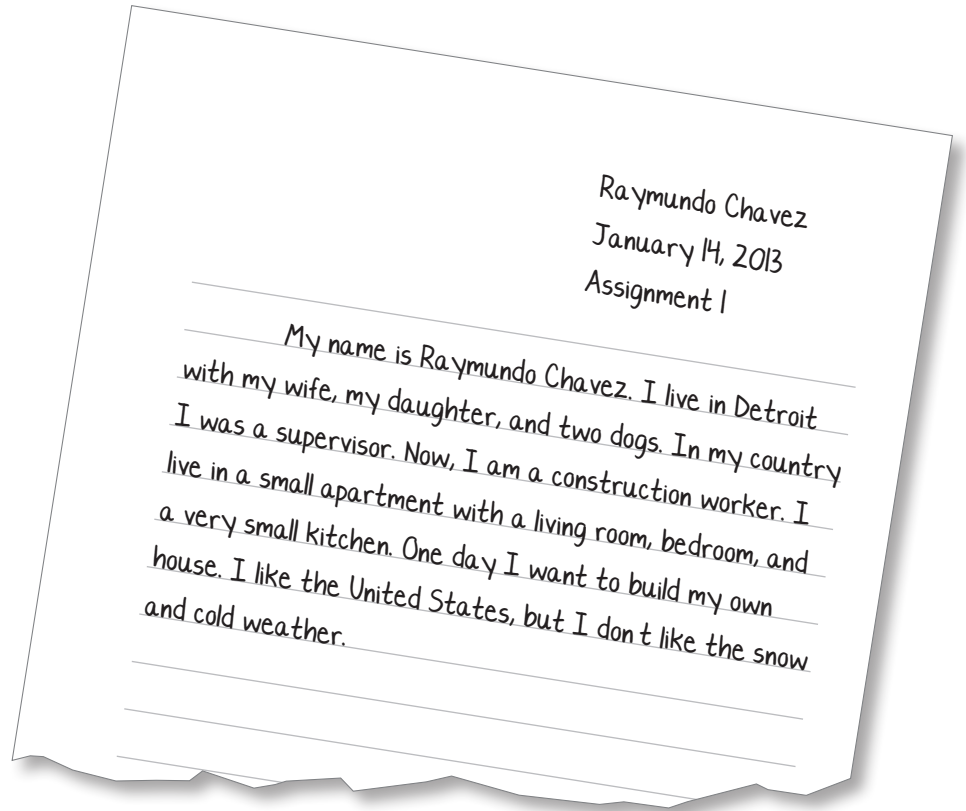 Raymundo Chavez
January 14, 2013
Assignment 1
My name is Raymundo Chavez. I live in Detroit
with my wife, my daughter, and two dogs. In my country
I was a supervisor. Now, I am a construction worker. I
live in a small apartment with a living room, bedroom, and
a very small kitchen. One day I want to build my own
house. I like the United States, but I don t like the snow
and cold weather.